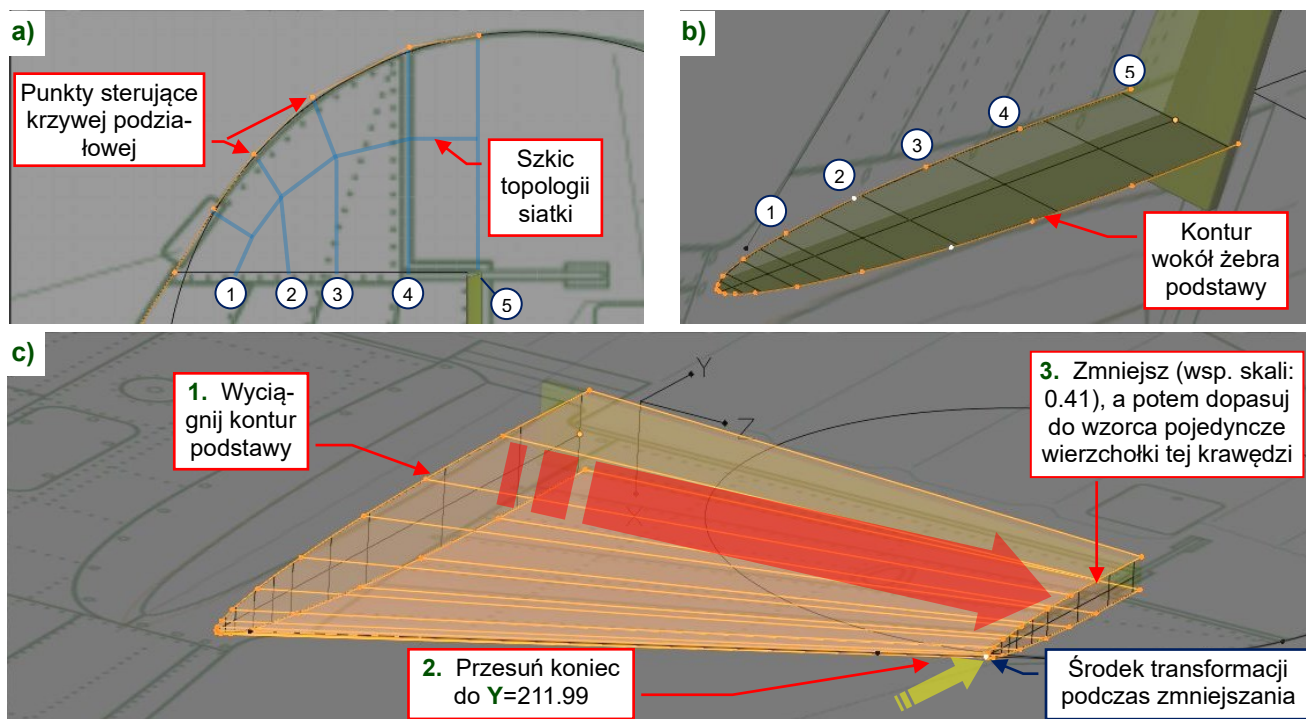 a)
Punkty sterujące
krzywej podzia-
łowej
Szkic
topologii
siatki
1
2
3
4
5
b)
1
2
3
4
5
Kontur
wokół żebra
podstawy
c)
1. Wycią-
gnij kontur
podstawy
Y
Z
X
3. Zmniejsz (wsp. skali:
0.41), a potem dopasuj
do wzorca pojedyncze
wierzchołki tej krawędzi
2. Przesuń koniec
do Y=211.99
Środek transformacji
podczas zmniejszania